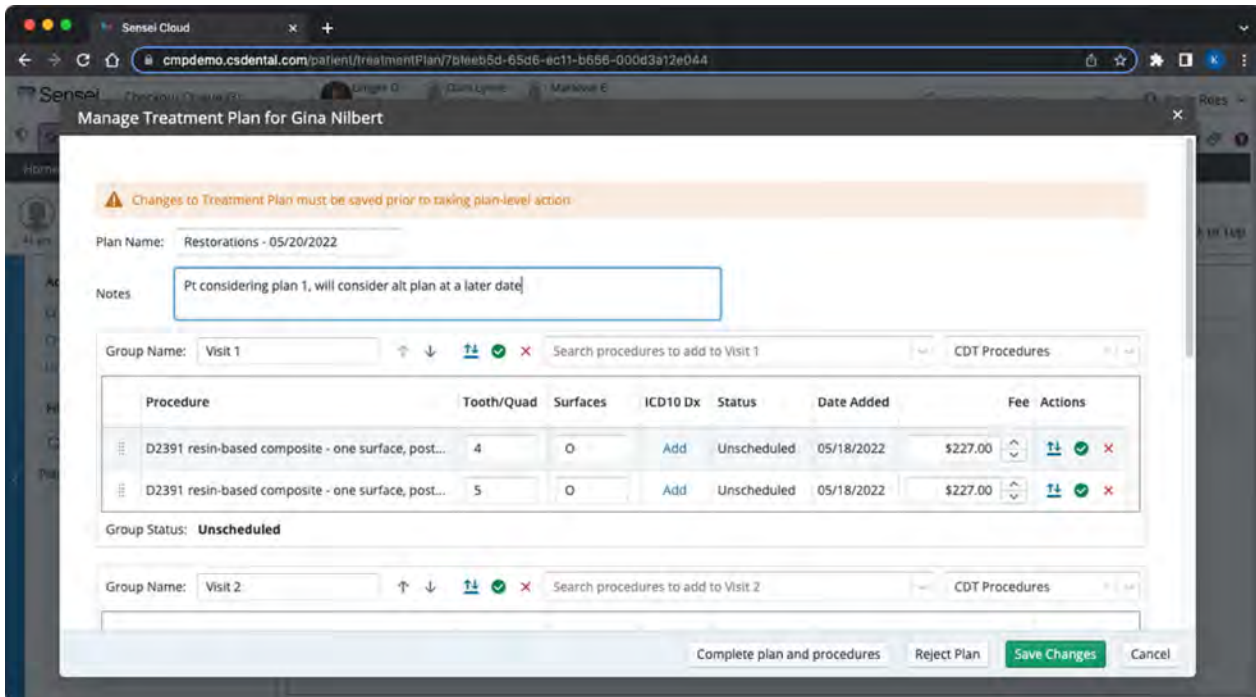 Sensei Cloud
cmpdemo.csdental.com/patient/treatmentPlan/7bfeeb5d-65d6-ec11-b656-000d3a12e044
K
Sensei
Ross
Manage Treatment Plan for Gina Nilbert
Home
Changes to Treatment Plan must be saved prior to taking plan-level action
Plan Name: Restorations - 05/20/2022
Notes Pt considering plan 1, will consider alt plan at a later date
Group Name: Visit 1 Search procedures to add to Visit 1 CDT Procedures
Procedure Tooth/Quad Surfaces ICD10 Dx Status Date Added Fee Actions
D2391 resin-based composite - one surface, post... 4 O Add Unscheduled 05/18/2022 $227.00
D2391 resin-based composite - one surface, post... 5 O Add Unscheduled 05/18/2022 $227.00
Group Status: Unscheduled
Group Name: Visit 2 Search procedures to add to Visit 2 CDT Procedures
Complete plan and procedures Reject Plan Save Changes Cancel